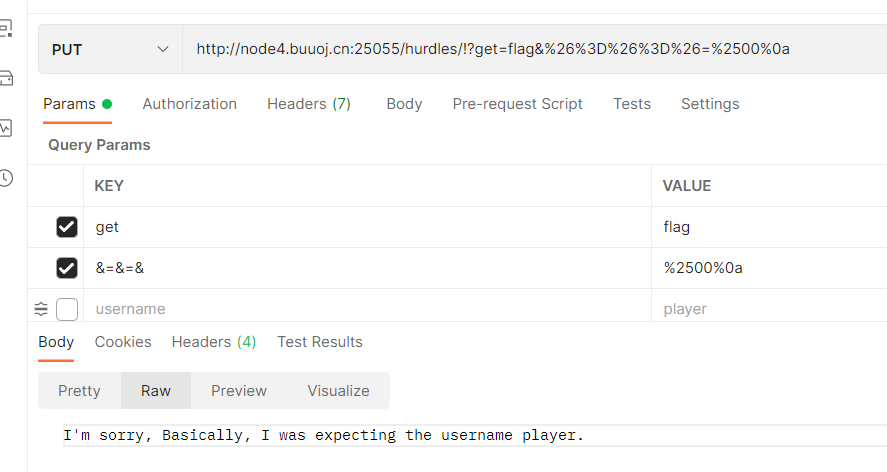 PUT http://node4.buuoj.cn:25055/hurdles/!?get=flag&%26%3D%26%3D%26=%2500%0a
Params Authorization Headers (7) Body Pre-request Script Tests Settings
Query Params
KEY VALUE
get flag
&=&=& %2500%0a
username player
Body Cookies Headers (4) Test Results
Pretty Raw Preview Visualize
I'm sorry, Basically, I was expecting the username player.